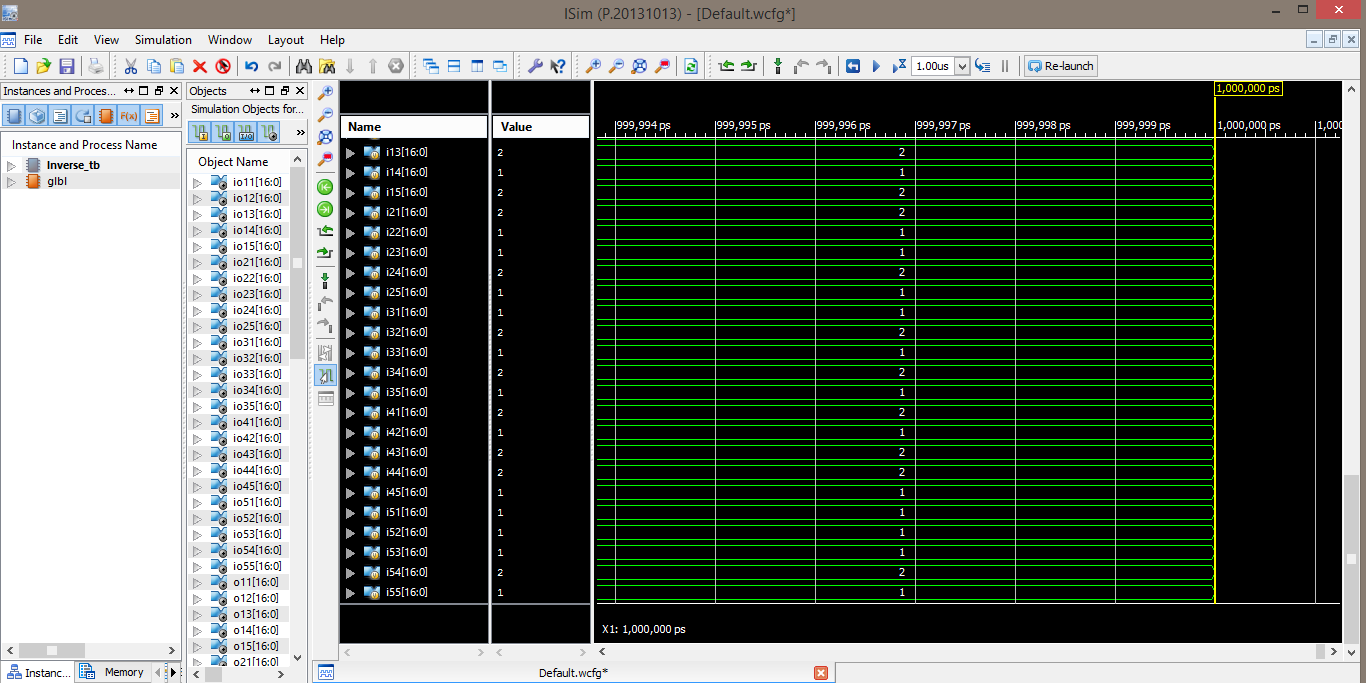 ISim (P.20131013) - [Default.wcfg*]
File Edit View Simulation Window Layout Help
1.00us Re-launch
Instances and Proces...
Instance and Process Name
Inverse_tb
glbl
Instanc... Memory
Objects
Simulation Objects for...
Object Name
io11[16:0]
io12[16:0]
io13[16:0]
io14[16:0]
io15[16:0]
io21[16:0]
io22[16:0]
io23[16:0]
io24[16:0]
io25[16:0]
io31[16:0]
io32[16:0]
io33[16:0]
io34[16:0]
io35[16:0]
io41[16:0]
io42[16:0]
io43[16:0]
io44[16:0]
io45[16:0]
io51[16:0]
io52[16:0]
io53[16:0]
io54[16:0]
io55[16:0]
o11[16:0]
o12[16:0]
o13[16:0]
o14[16:0]
o15[16:0]
o21[16:0]
1,000,000 ps
Name Value 999,994 ps 999,995 ps 999,996 ps 999,997 ps 999,998 ps 999,999 ps 1,000,000 ps 1,000
i13[16:0] 2 2
i14[16:0] 1 1
i15[16:0] 2 2
i21[16:0] 2 2
i22[16:0] 1 1
i23[16:0] 1 1
i24[16:0] 2 2
i25[16:0] 1 1
i31[16:0] 1 1
i32[16:0] 2 2
i33[16:0] 1 1
i34[16:0] 2 2
i35[16:0] 1 1
i41[16:0] 2 2
i42[16:0] 1 1
i43[16:0] 2 2
i44[16:0] 2 2
i45[16:0] 1 1
i51[16:0] 1 1
i52[16:0] 1 1
i53[16:0] 1 1
i54[16:0] 2 2
i55[16:0] 1 1
X1: 1,000,000 ps
Default.wcfg*